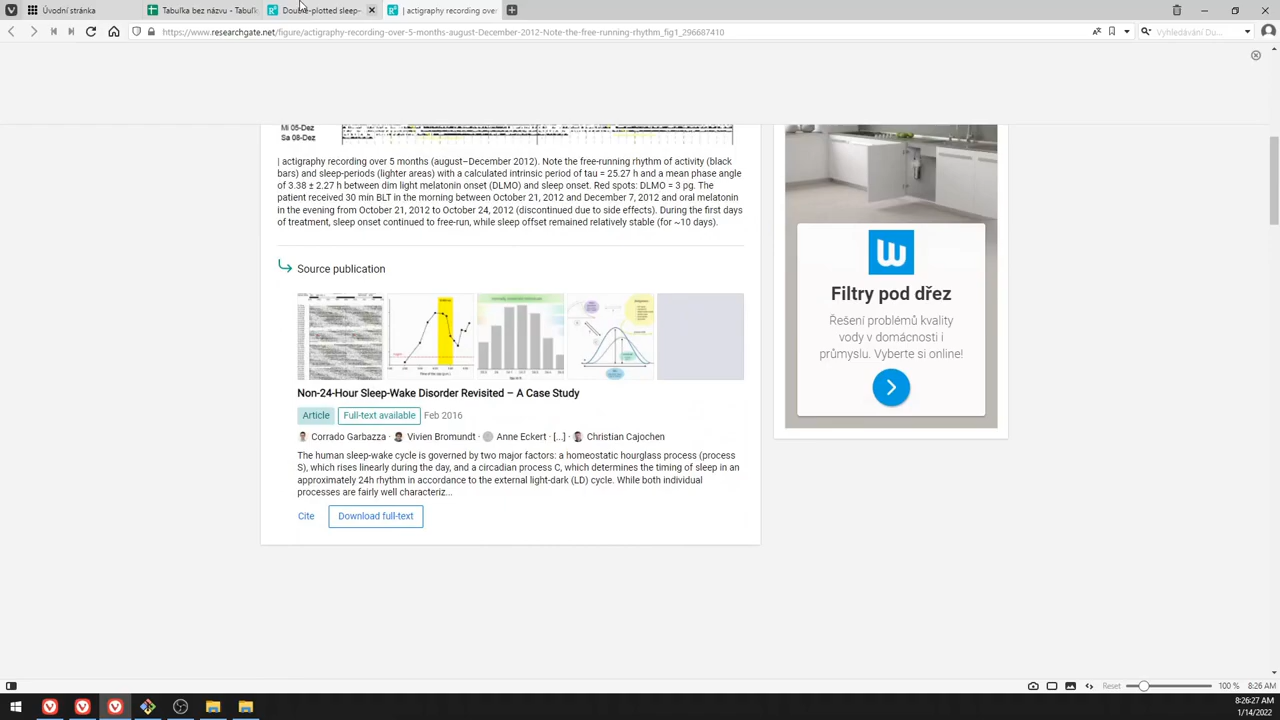 Úvodní stránka
Tabuľka bez názvu - Tabuľk
Double-plotted sleep-
| actigraphy recording over
https://www.researchgate.net/figure/actigraphy-recording-over-5-months-august-December-2012-Note-the-free-running-rhythm_fig1_296687410
Vyhledávání Du...
Mi 05-Dez
Sa 08-Dez
| actigraphy recording over 5 months (august–December 2012). Note the free-running rhythm of activity (black
bars) and sleep-periods (lighter areas) with a calculated intrinsic period of tau = 25.27 h and a mean phase angle
of 3.38 ± 2.27 h between dim light melatonin onset (DLMO) and sleep onset. Red spots: DLMO = 3 pg. The
patient received 30 min BLT in the morning between October 21, 2012 and December 7, 2012 and oral melatonin
in the evening from October 21, 2012 to October 24, 2012 (discontinued due to side effects). During the first days
of treatment, sleep onset continued to free-run, while sleep offset remained relatively stable (for ~10 days).
Source publication
Non-24-Hour Sleep-Wake Disorder Revisited – A Case Study
Article Full-text available Feb 2016
Corrado Garbazza · Vivien Bromundt · Anne Eckert · [...] · Christian Cajochen
The human sleep-wake cycle is governed by two major factors: a homeostatic hourglass process (process
S), which rises linearly during the day, and a circadian process C, which determines the timing of sleep in an
approximately 24h rhythm in accordance to the external light-dark (LD) cycle. While both individual
processes are fairly well characteriz...
Cite Download full-text
Filtry pod dřez
Řešení problémů kvality
vody v domácnosti i
průmyslu. Vyberte si online!
Reset 100 % 8:26 AM
8:26:27 AM
1/14/2022